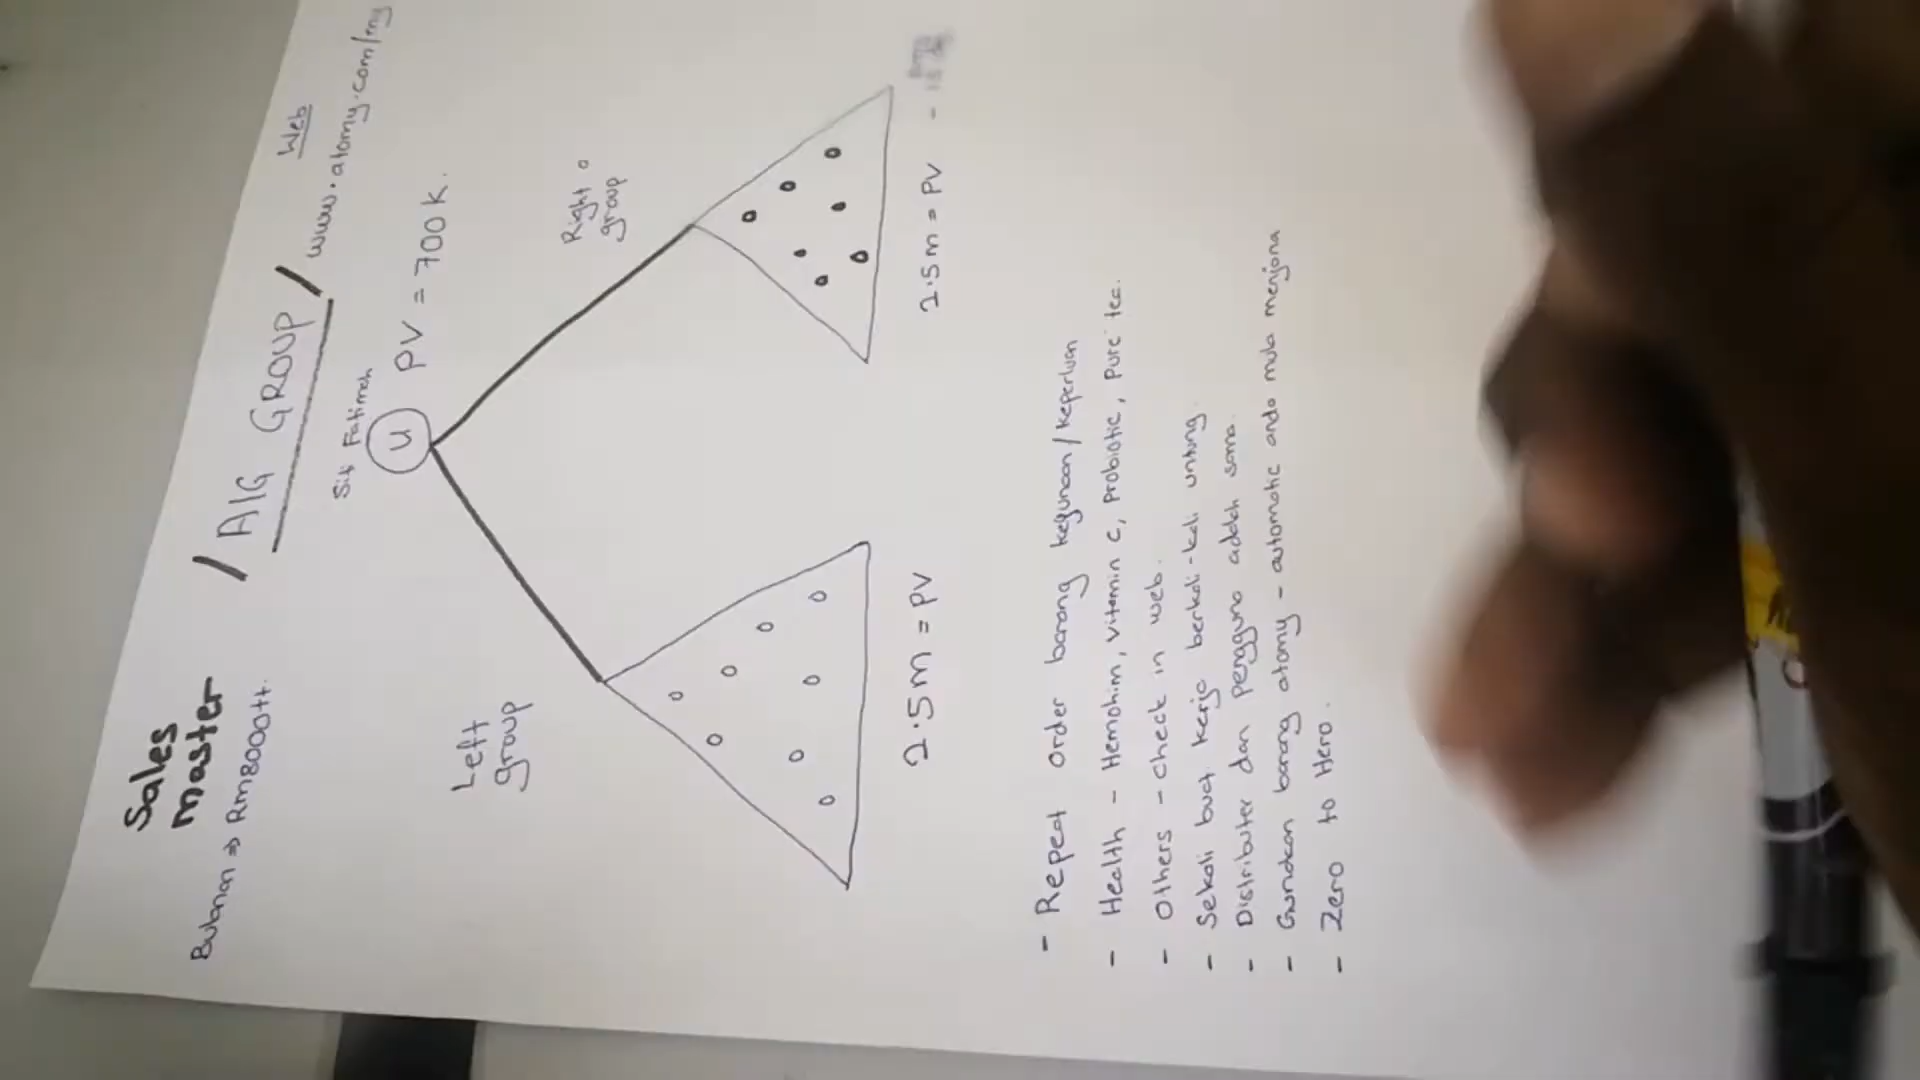 Sales
master
/ AIG GROUP /
Web
www.atomy.com/my
Bulanan ⇒ Rm8000++.
Siti Fatimah
U
PV = 700K.
Left
group
Right
group
2.5m = PV
2.5m = PV -
- Repeat order barang kegunaan/keperluan
- Health - Hemohim, Vitamin C, Probiotic, Pure tea.
- Others - check in web.
- Sekali buat kerja berkali-kali untung.
- Distributer dan pengguna adalah sama.
- Gunakan barang atomy - automatic anda mula menjana
- Zero to Hero.